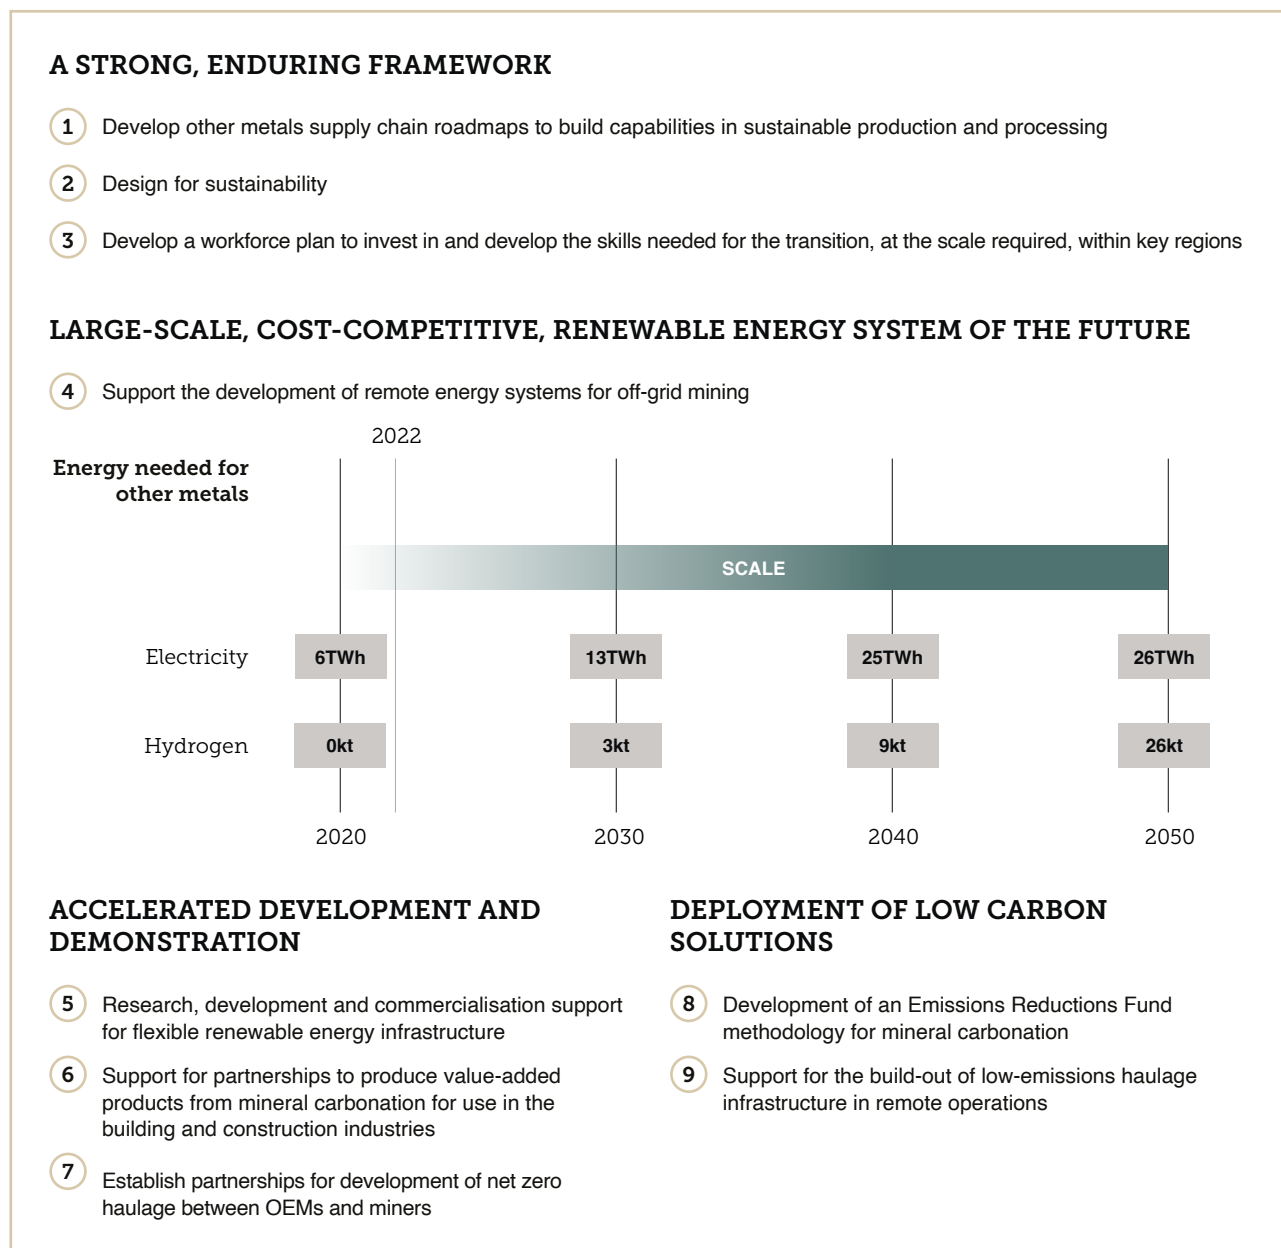 A STRONG, ENDURING FRAMEWORK
1 Develop other metals supply chain roadmaps to build capabilities in sustainable production and processing
2 Design for sustainability
3 Develop a workforce plan to invest in and develop the skills needed for the transition, at the scale required, within key regions
LARGE-SCALE, COST-COMPETITIVE, RENEWABLE ENERGY SYSTEM OF THE FUTURE
4 Support the development of remote energy systems for off-grid mining
2022
Energy needed for
other metals
SCALE
Electricity 6TWh 13TWh 25TWh 26TWh
Hydrogen 0kt 3kt 9kt 26kt
2020 2030 2040 2050
ACCELERATED DEVELOPMENT AND
DEMONSTRATION
5 Research, development and commercialisation support
for flexible renewable energy infrastructure
6 Support for partnerships to produce value-added
products from mineral carbonation for use in the
building and construction industries
7 Establish partnerships for development of net zero
haulage between OEMs and miners
DEPLOYMENT OF LOW CARBON
SOLUTIONS
8 Development of an Emissions Reductions Fund
methodology for mineral carbonation
9 Support for the build-out of low-emissions haulage
infrastructure in remote operations